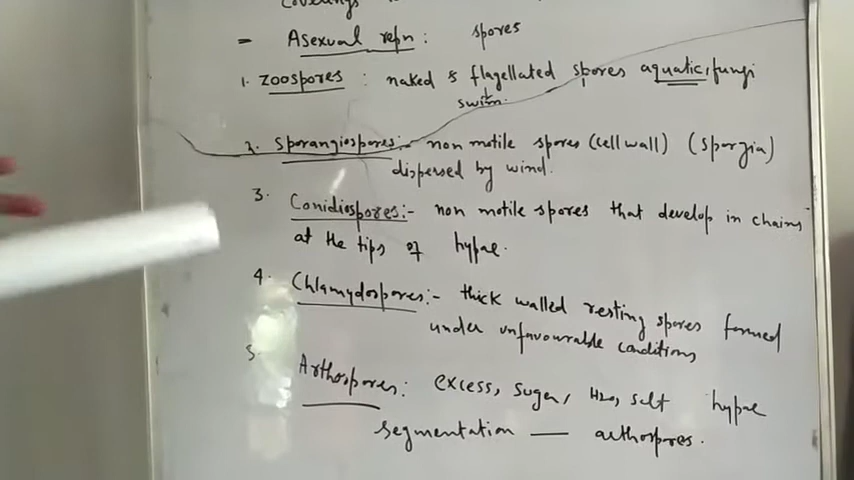 coverings
= Asexual repn: spores
1. Zoospores : naked & flagellated spores aquatic, fungi
swim.
2. Sporangiospores:- non motile spores (cell wall) (Sporgia)
dispersed by wind.
3. Conidiospores:- non motile spores that develop in chains
at the tips of hypae.
4. Chlamydospores:- thick walled resting spores formed
under unfavourable conditions
5. Arthospores: excess, sugar, H2O, salt hypae
segmentation — arthospores.